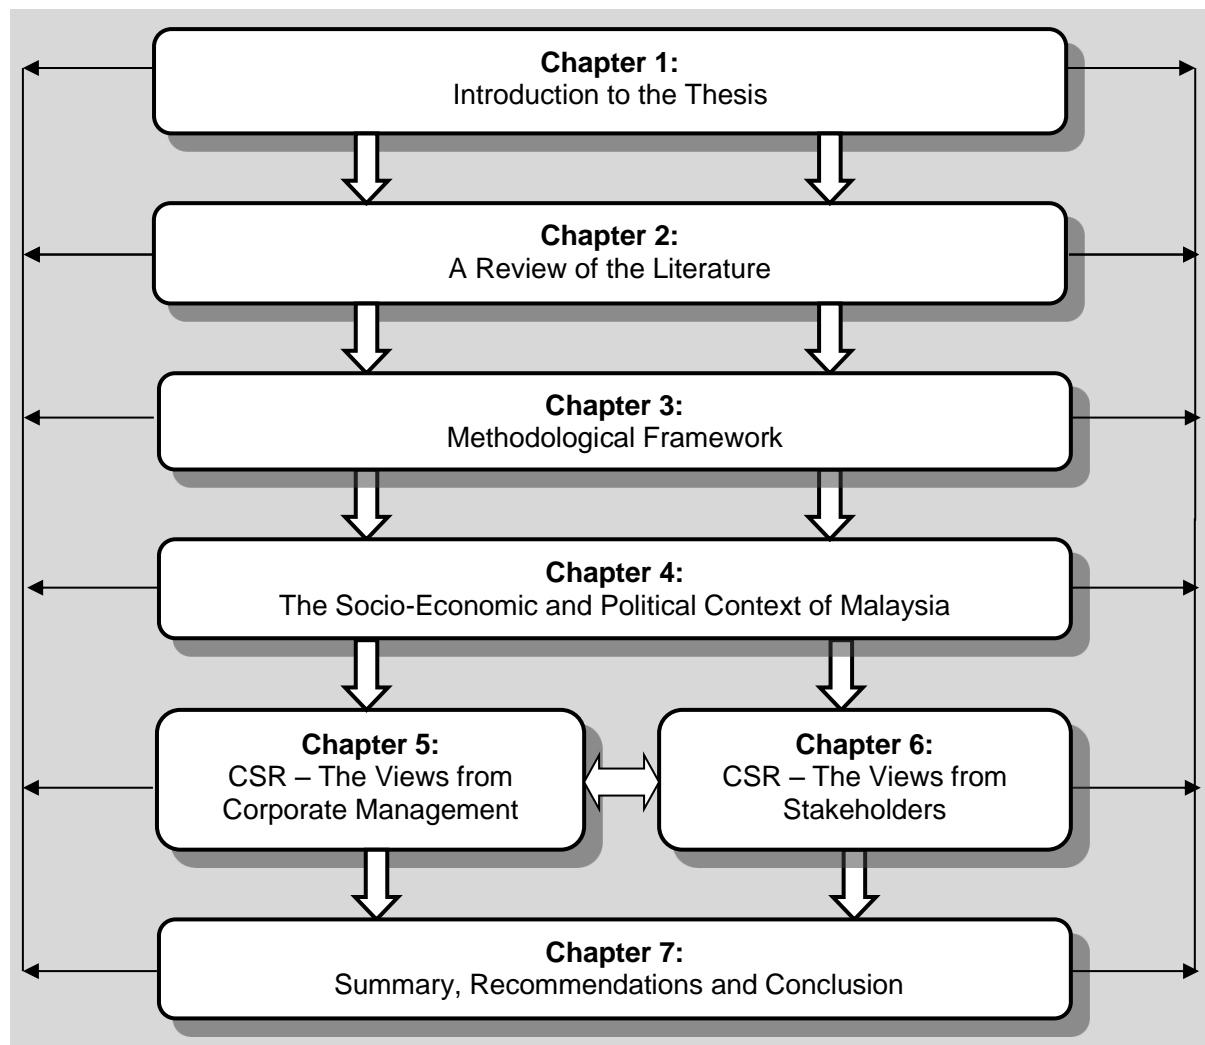 Chapter 1:
Introduction to the Thesis
Chapter 2:
A Review of the Literature
Chapter 3:
Methodological Framework
Chapter 4:
The Socio-Economic and Political Context of Malaysia
Chapter 5:
CSR – The Views from
Corporate Management
Chapter 6:
CSR – The Views from
Stakeholders
Chapter 7:
Summary, Recommendations and Conclusion